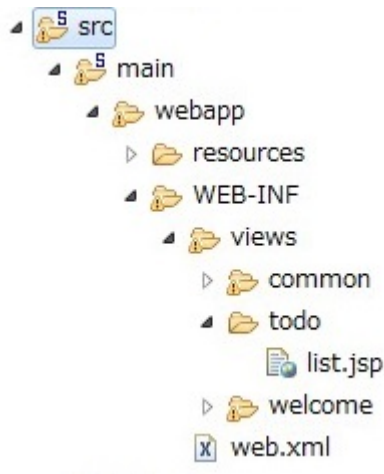 src
main
webapp
resources
WEB-INF
views
common
todo
list.jsp
welcome
web.xml